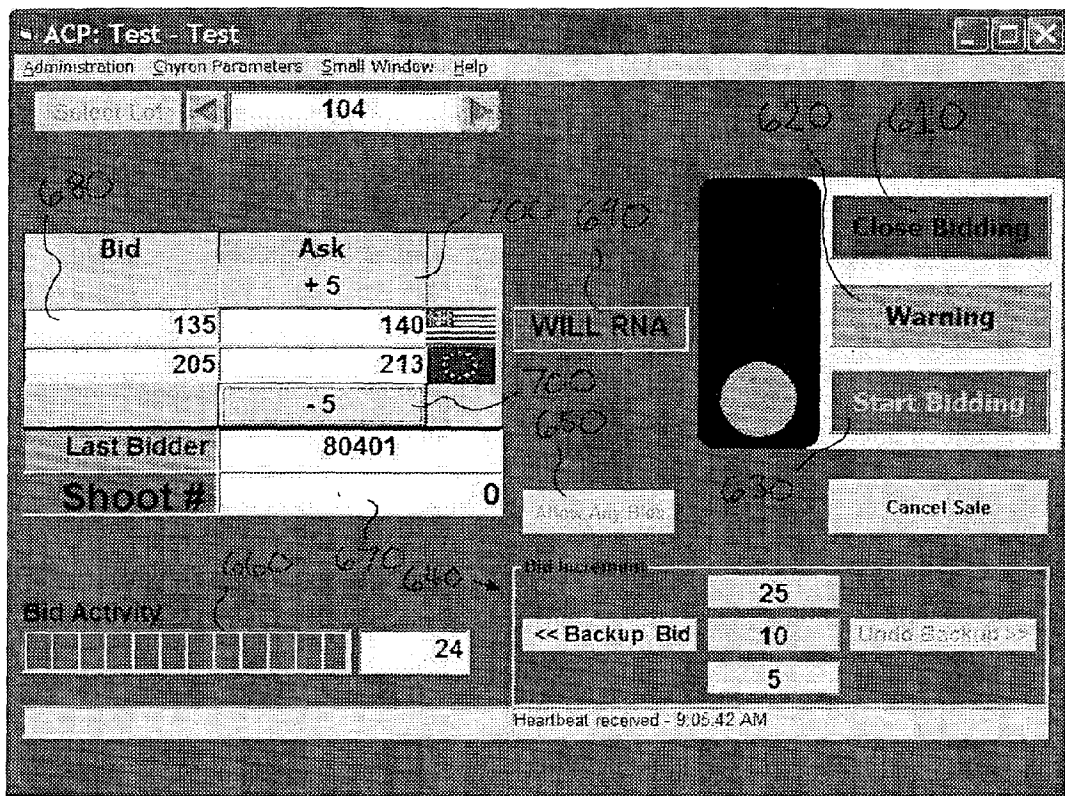 ACP: Test - Test
Administration Chyron Parameters Small Window Help
Select Lot 104
620 610
680
700 690
Close Bidding
Bid Ask
+ 5
135 140 WILL RNA Warning
205 213
- 5 700
650
Start Bidding
Last Bidder 80401
630
Shoot # 0
Allow Any Bids Cancel Sale
660 670 640
Bid Increment
Bid Activity
25
24 << Backup Bid 10 Undo Backup >>
5
Heartbeat received - 9:05:42 AM